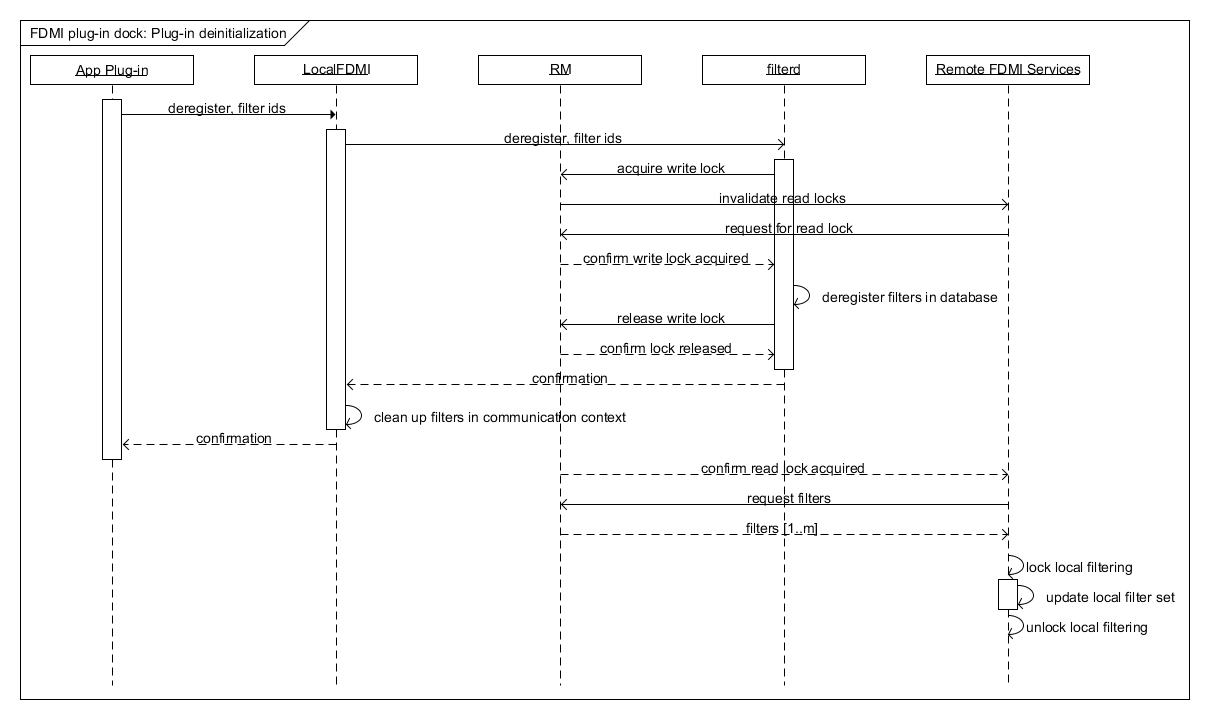 FDMI plug-in dock: Plug-in deinitialization
App Plug-in
LocalFDMI
RM
filterd
Remote FDMI Services
deregister, filter ids
deregister, filter ids
acquire write lock
invalidate read locks
request for read lock
confirm write lock acquired
deregister filters in database
release write lock
confirm lock released
confirmation
clean up filters in communication context
confirmation
confirm read lock acquired
request filters
filters [1..m]
lock local filtering
update local filter set
unlock local filtering